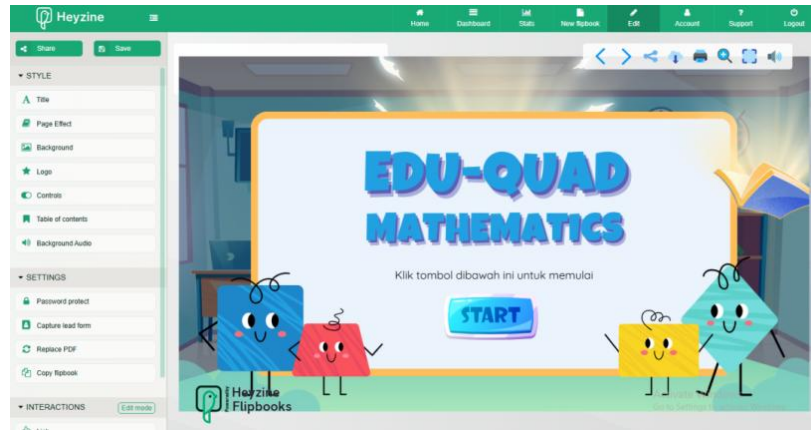 Heyzine
Home Dashboard Stats New flipbook Edit Account Support Logout
Share Save
STYLE
Title
Page Effect
Background
Logo
Controls
Table of contents
Background Audio
SETTINGS
Password protect
Capture lead form
Replace PDF
Copy flipbook
INTERACTIONS Edit mode
EDU-QUAD
MATHEMATICS
Klik tombol dibawah ini untuk memulai
START
Heyzine
Flipbooks